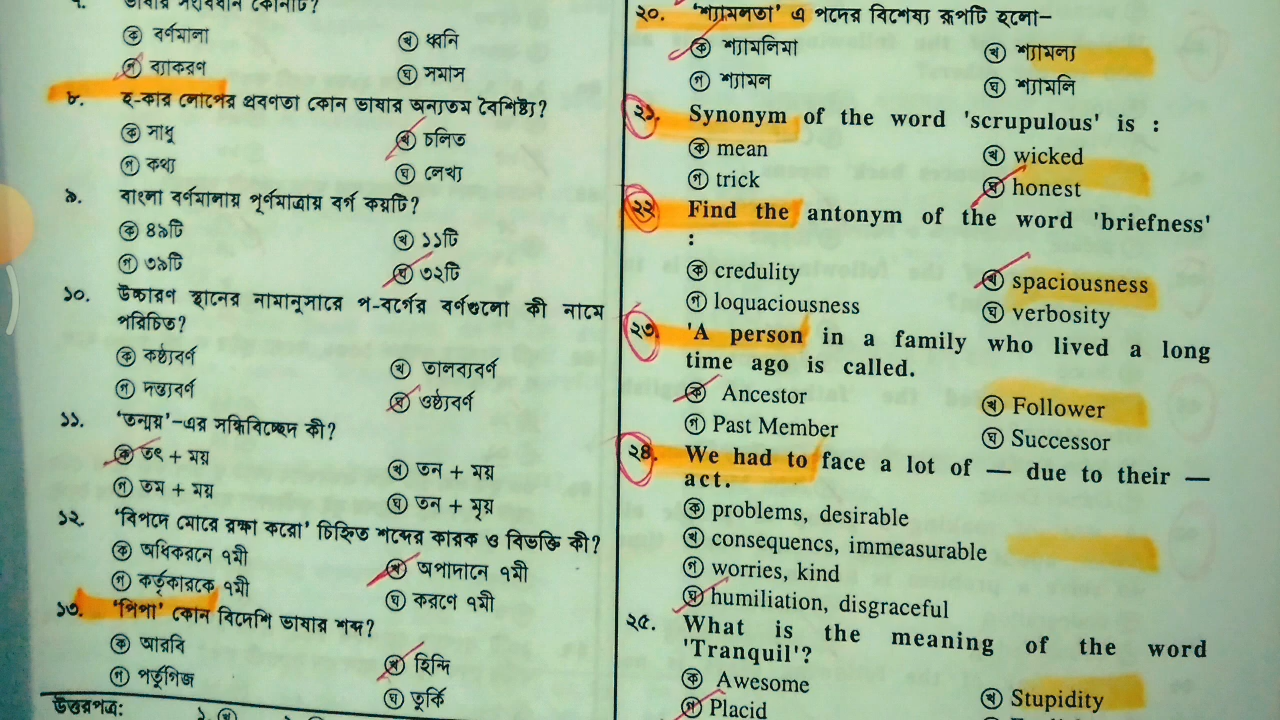 ৭. ভাষার সংবিধান কোনটি?
ক বর্ণমালা খ ধ্বনি
গ ব্যাকরণ ঘ সমাস
৮. হ-কার লোপের প্রবণতা কোন ভাষার অন্যতম বৈশিষ্ট্য?
ক সাধু খ চলিত
গ কথ্য ঘ লেখ্য
৯. বাংলা বর্ণমালায় পূর্ণমাত্রায় বর্ণ কয়টি?
ক ৪৯টি খ ১১টি
গ ৩৯টি ঘ ৩২টি
১০. উচ্চারণ স্থানের নামানুসারে প-বর্গের বর্ণগুলো কী নামে
পরিচিত?
ক কণ্ঠ্যবর্ণ খ তালব্যবর্ণ
গ দন্ত্যবর্ণ ঘ ওষ্ঠ্যবর্ণ
১১. ‘তন্ময়’-এর সন্ধিবিচ্ছেদ কী?
ক তৎ + ময় খ তন + ময়
গ তম + ময় ঘ তন + মৃয়
১২. ‘বিপদে মোরে রক্ষা করো’ চিহ্নিত শব্দের কারক ও বিভক্তি কী?
ক অধিকরনে ৭মী খ অপাদানে ৭মী
গ কর্তৃকারকে ৭মী ঘ করণে ৭মী
১৩. ‘পিপা’ কোন বিদেশি ভাষার শব্দ?
ক আরবি খ হিন্দি
গ পর্তুগিজ ঘ তুর্কি
উত্তরপত্র:
২০. ‘শ্যামলতা’ এ পদের বিশেষ্য রূপটি হলো–
ক শ্যামলিমা খ শ্যামল্য
গ শ্যামল ঘ শ্যামলি
২১. Synonym of the word 'scrupulous' is :
ক mean খ wicked
গ trick ঘ honest
২২ Find the antonym of the word 'briefness'
:
ক credulity খ spaciousness
গ loquaciousness ঘ verbosity
২৩. 'A person in a family who lived a long
time ago is called.
ক Ancestor খ Follower
গ Past Member ঘ Successor
২৪. We had to face a lot of — due to their —
act.
ক problems, desirable
খ consequencs, immeasurable
গ worries, kind
ঘ humiliation, disgraceful
২৫. What is the meaning of the word
'Tranquil'?
ক Awesome খ Stupidity
গ Placid